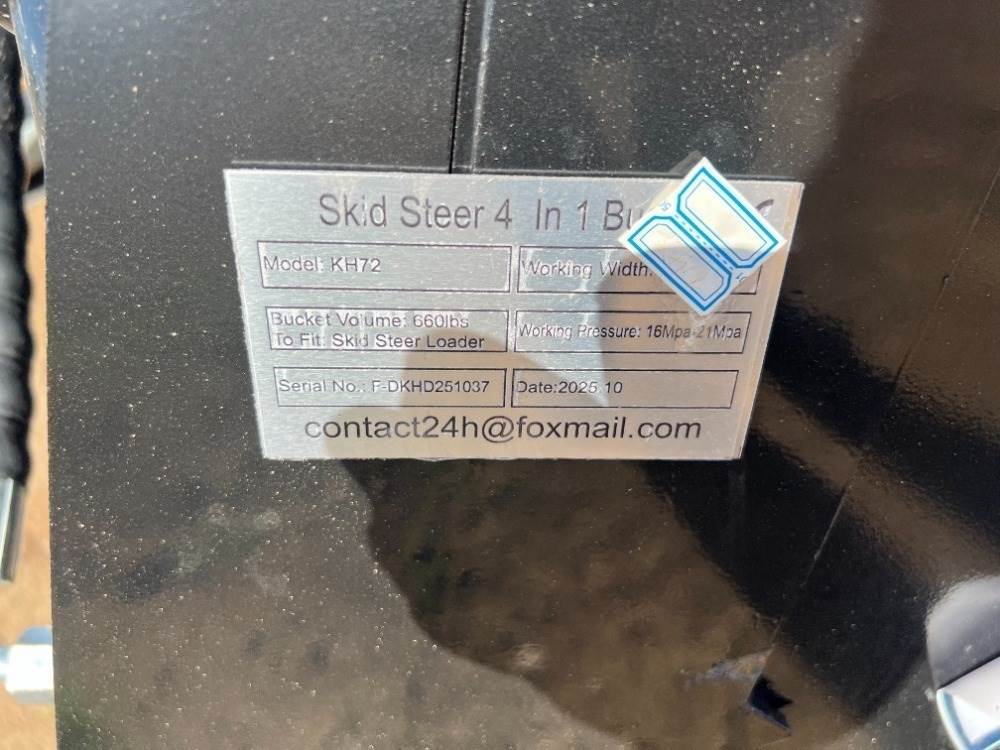 Skid Steer 4 In 1
Model: KH72
Working Width:
Bucket Volume: 660lbs
To Fit: Skid Steer Loader
Working Pressure: 16Mpa-21Mpa
Serial No.: F-DKHD251037
Date:2025.10
contact24h@foxmail.com